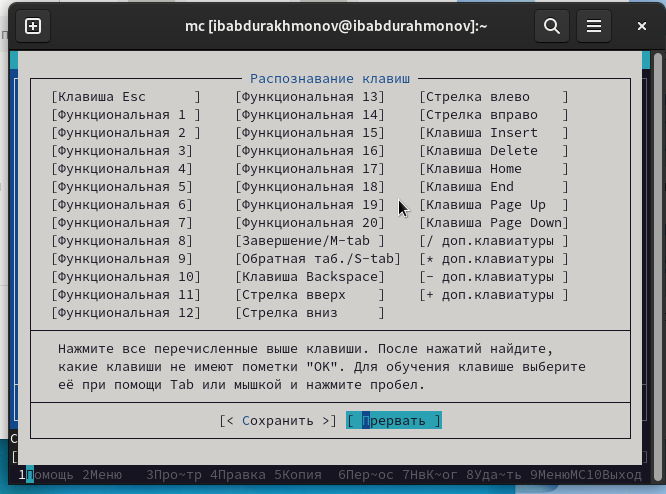 mc [ibabdurakhmonov@ibabdurahmonov]:~
Распознавание клавиш
[Клавиша Esc ] [Функциональная 13] [Стрелка влево ]
[Функциональная 1 ] [Функциональная 14] [Стрелка вправо ]
[Функциональная 2 ] [Функциональная 15] [Клавиша Insert ]
[Функциональная 3] [Функциональная 16] [Клавиша Delete ]
[Функциональная 4] [Функциональная 17] [Клавиша Home ]
[Функциональная 5] [Функциональная 18] [Клавиша End ]
[Функциональная 6] [Функциональная 19] [Клавиша Page Up ]
[Функциональная 7] [Функциональная 20] [Клавиша Page Down]
[Функциональная 8] [Завершение/M-tab ] [/ доп.клавиатуры ]
[Функциональная 9] [Обратная таб./S-tab] [* доп.клавиатуры ]
[Функциональная 10] [Клавиша Backspace] [- доп.клавиатуры ]
[Функциональная 11] [Стрелка вверх ] [+ доп.клавиатуры ]
[Функциональная 12] [Стрелка вниз ]
Нажмите все перечисленные выше клавиши. После нажатий найдите,
какие клавиши не имеют пометки "OK". Для обучения клавише выберите
её при помощи Tab или мышкой и нажмите пробел.
[< Сохранить >] [ Прервать ]
1Помощь 2Меню 3Про~тр 4Правка 5Копия 6Пер~ос 7НвК~ог 8Уда~ть 9МенюMC10Выход